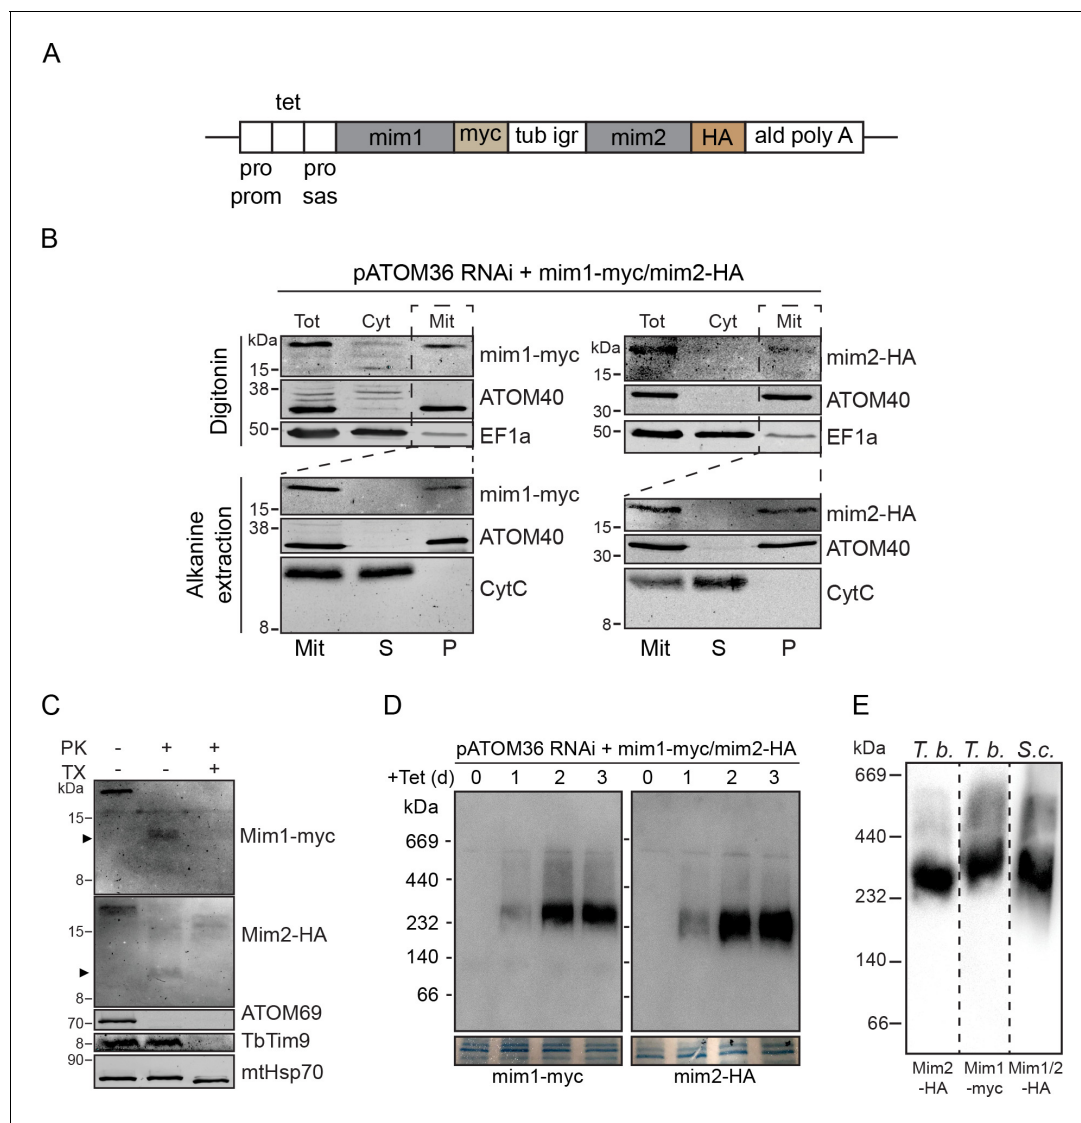 A
tet
mim1 myc tub igr mim2 HA ald poly A
pro pro
prom sas
B
pATOM36 RNAi + mim1-myc/mim2-HA
Digitonin
Tot Cyt Mit
kDa
15
mim1-myc
38
ATOM40
50
EF1a
Tot Cyt Mit
kDa
15
mim2-HA
30
ATOM40
50
EF1a
Alkanine
extraction
15
mim1-myc
38
ATOM40
8
CytC
Mit S P
15
mim2-HA
30
ATOM40
8
CytC
Mit S P
C
PK - + +
TX - - +
kDa
15
8
Mim1-myc
15
8
Mim2-HA
70
ATOM69
8
TbTim9
90
mtHsp70
D
pATOM36 RNAi + mim1-myc/mim2-HA
+Tet (d) 0 1 2 3 0 1 2 3
kDa
669
440
232
140
66
mim1-myc mim2-HA
E
kDa T. b. T. b. S.c.
669
440
232
140
66
Mim2 Mim1 Mim1/2
-HA -myc -HA